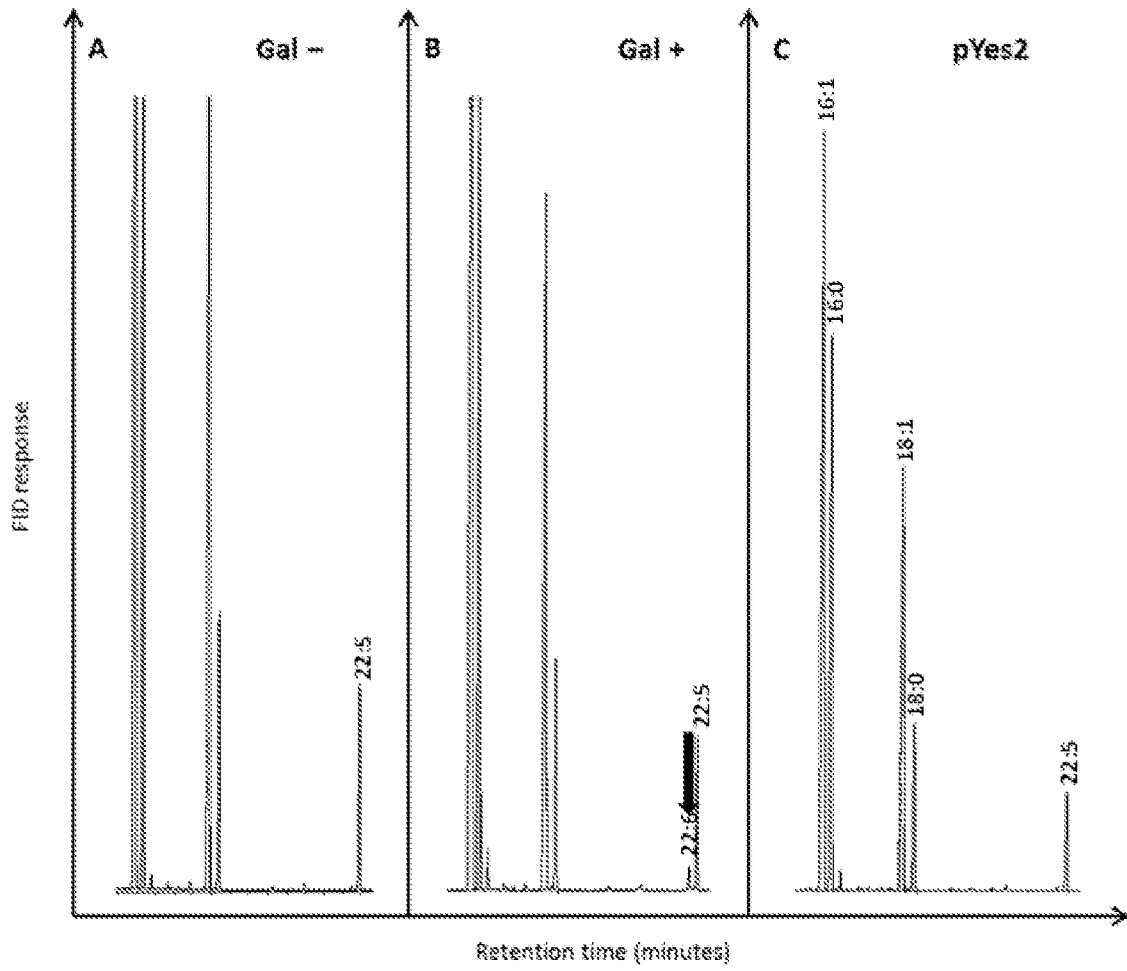 A
Gal –
B
Gal +
C
pYes2
16:1
16:0
18:1
18:0
22:5
22:5
22:6
22:5
FID response
Retention time (minutes)